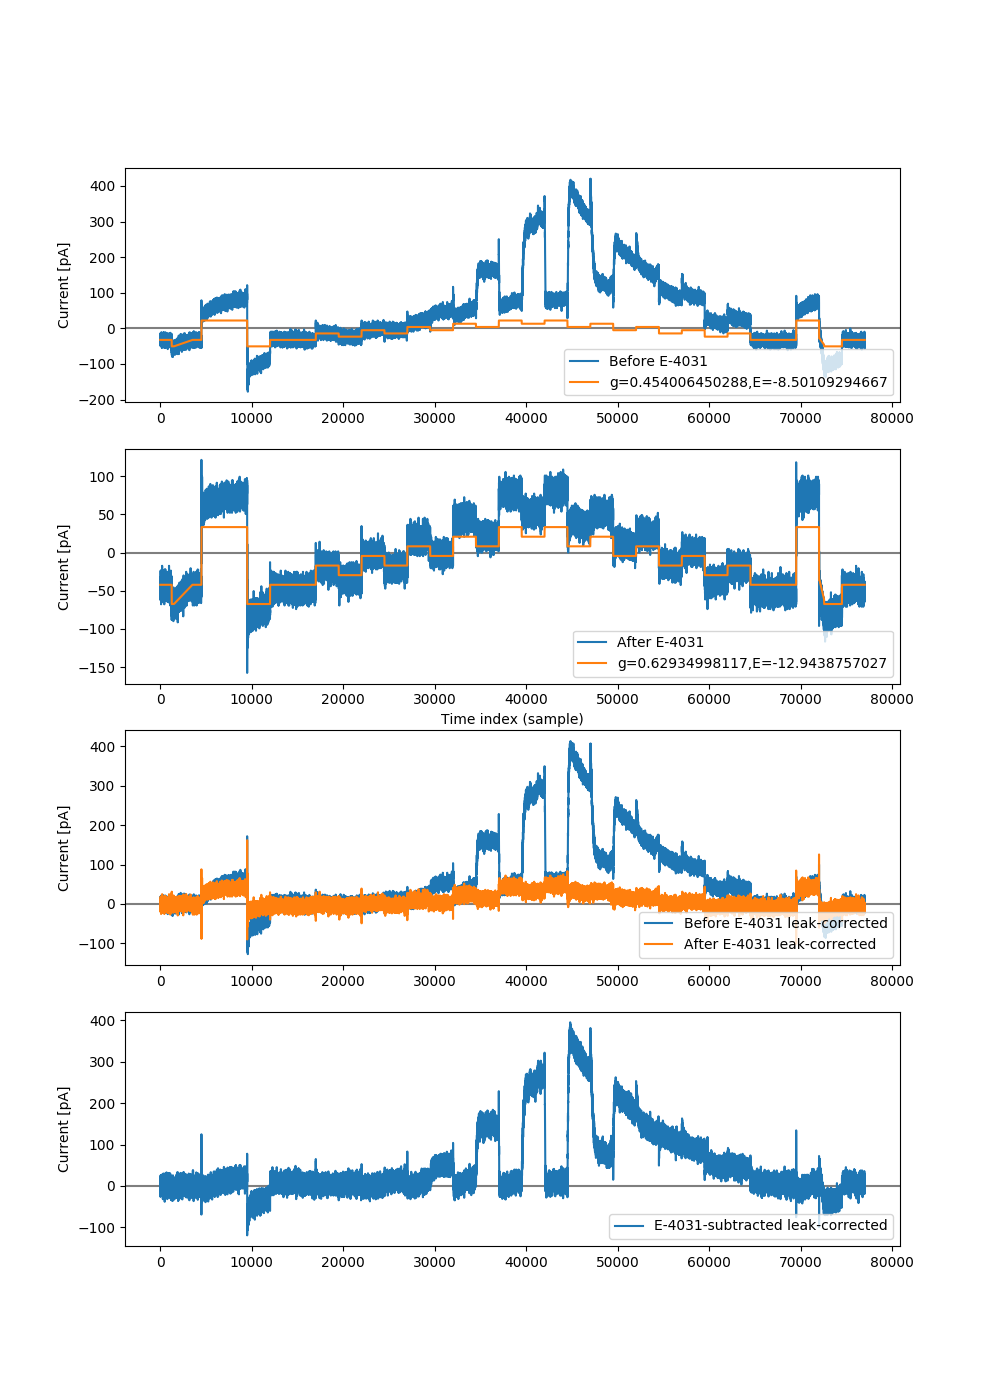 400
300
200
100
0
−100
−200
Current [pA]
Before E-4031
g=0.454006450288,E=-8.50109294667
0 10000 20000 30000 40000 50000 60000 70000 80000
100
50
0
−50
−100
−150
Current [pA]
After E-4031
g=0.62934998117,E=-12.9438757027
0 10000 20000 30000 40000 50000 60000 70000 80000
Time index (sample)
400
300
200
100
0
−100
Current [pA]
Before E-4031 leak-corrected
After E-4031 leak-corrected
0 10000 20000 30000 40000 50000 60000 70000 80000
400
300
200
100
0
−100
Current [pA]
E-4031-subtracted leak-corrected
0 10000 20000 30000 40000 50000 60000 70000 80000